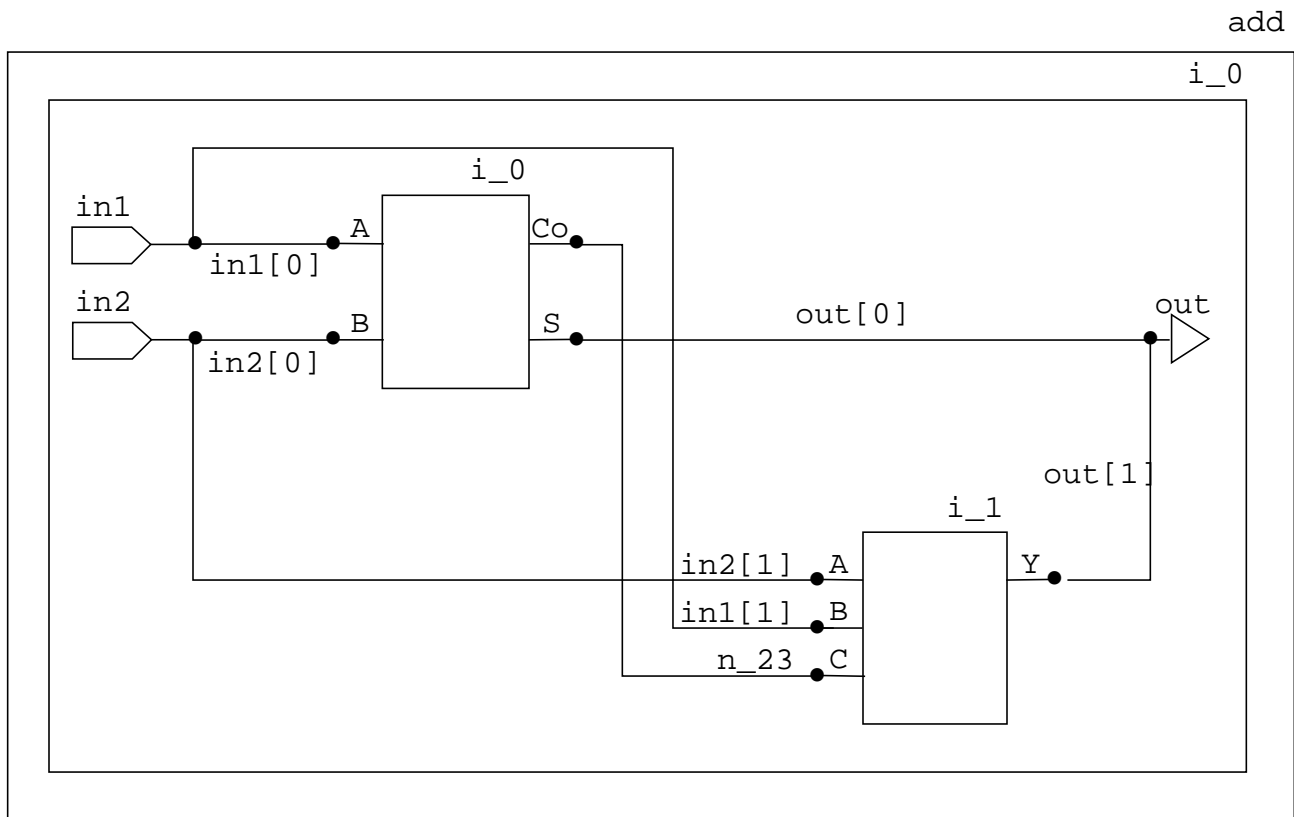 add
i_0
i_0
in1
A
Co
in1[0]
in2
out
out[0]
B
S
in2[0]
out[1]
i_1
in2[1]
A
Y
in1[1]
B
n_23
C